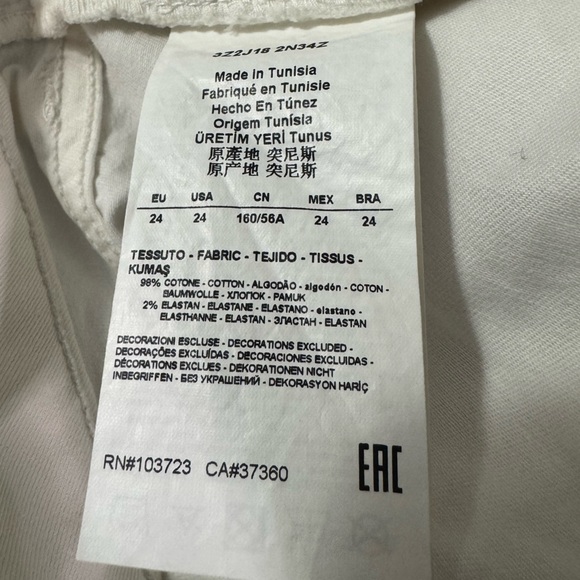 3Z2J18 2N34Z
Made in Tunisia
Fabriqué en Tunisie
Hecho En Túnez
Origem Tunísia
ÜRETİM YERİ Tunus
原產地 突尼斯
原产地 突尼斯
EU USA CN MEX BRA
24 24 160/56A 24 24
TESSUTO - FABRIC - TEJIDO - TISSUS -
KUMAŞ
98% COTONE - COTTON - ALGODÃO - algodón - COTON -
BAUMWOLLE - ХЛОПОК - PAMUK
2% ELASTAN - ELASTANE - ELASTANO - elastano -
ELASTHANNE - ELASTAN - ЭЛАСТАН - ELASTAN
DECORAZIONI ESCLUSE - DECORATIONS EXCLUDED -
DECORAÇÕES EXCLUÍDAS - DECORACIONES EXCLUIDAS -
DÉCORATIONS EXCLUES - DEKORATIONEN NICHT
INBEGRIFFEN - БЕЗ УКРАШЕНИЙ - DEKORASYON HARİÇ
RN#103723 CA#37360 EAC